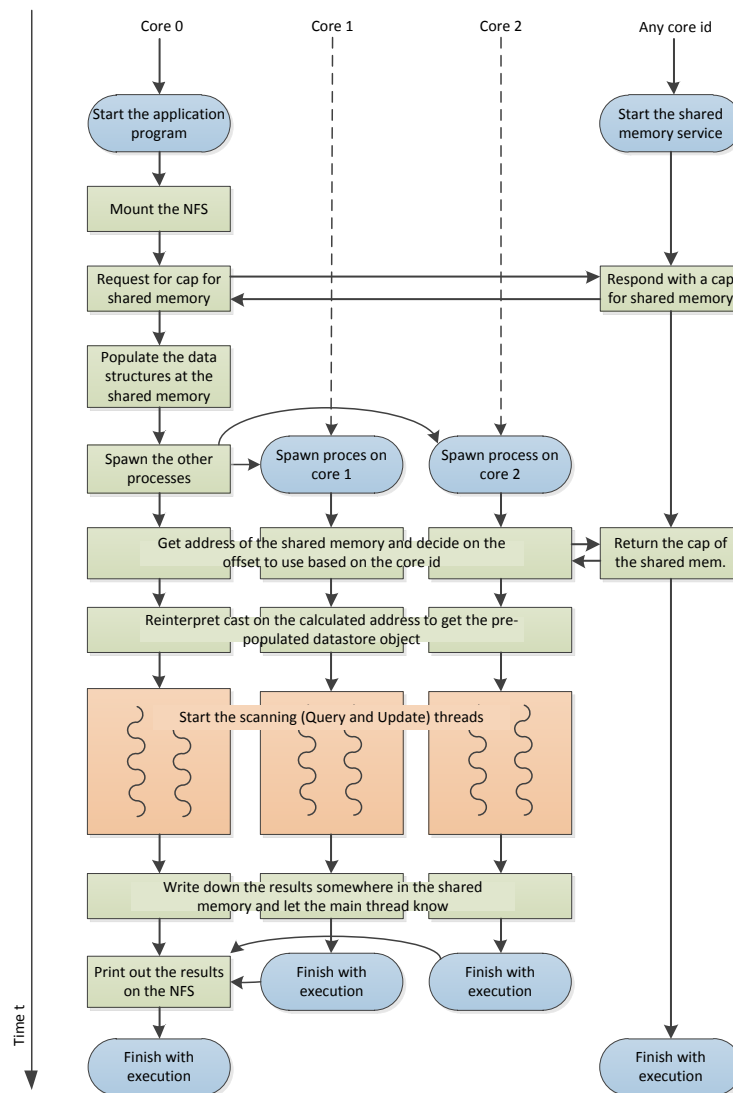 Core 0
Core 1
Core 2
Any core id
Start the application
program
Start the shared
memory service
Mount the NFS
Request for cap for
shared memory
Respond with a cap
for shared memory
Populate the data
structures at the
shared memory
Spawn the other
processes
Spawn proces on
core 1
Spawn process on
core 2
Get address of the shared memory and decide on the
offset to use based on the core id
Return the cap of
the shared mem.
Reinterpret cast on the calculated address to get the pre-
populated datastore object
Start the scanning (Query and Update) threads
Write down the results somewhere in the shared
memory and let the main thread know
Print out the results
on the NFS
Finish with
execution
Finish with
execution
Time t
Finish with
execution
Finish with
execution